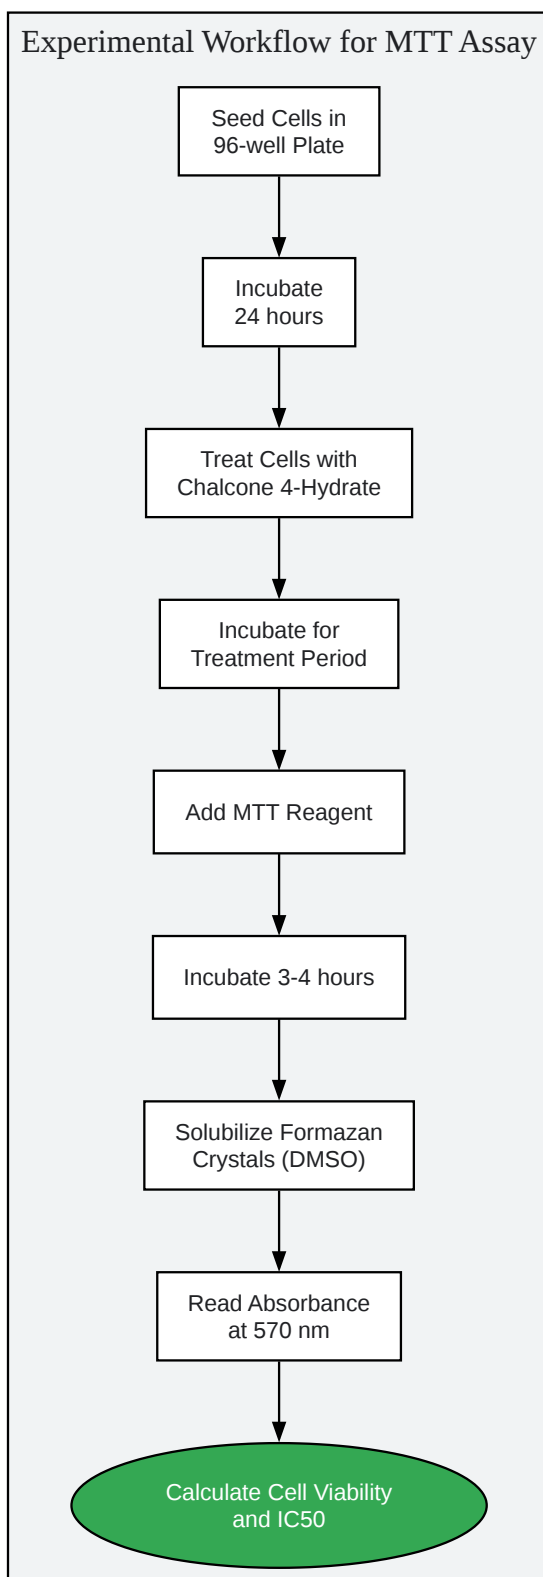 Experimental Workflow for MTT Assay
Seed Cells in
96-well Plate
Incubate
24 hours
Treat Cells with
Chalcone 4-Hydrate
Incubate for
Treatment Period
Add MTT Reagent
Incubate 3-4 hours
Solubilize Formazan
Crystals (DMSO)
Read Absorbance
at 570 nm
Calculate Cell Viability
and IC50